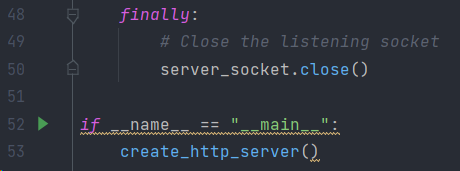 48 finally:
49 # Close the listening socket
50 server_socket.close()
51
52 if __name__ == "__main__":
53 create_http_server()